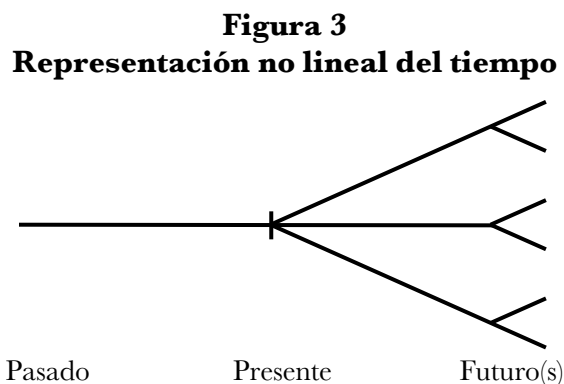 Figura 3
Representación no lineal del tiempo
Pasado Presente Futuro(s)